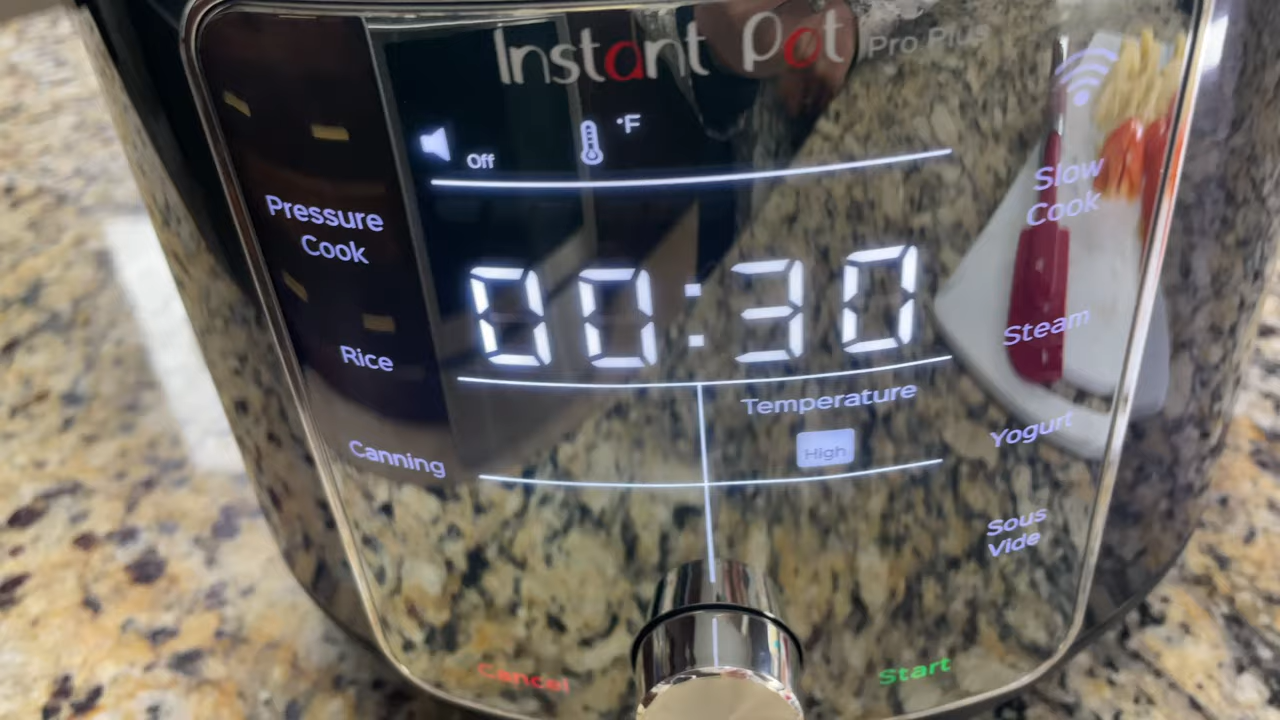 Instant Pot Pro Plus
Off
°F
Pressure
Cook
Slow
Cook
00:30
Rice
Steam
Temperature
High
Canning
Yogurt
Sous
Vide
Cancel
Start